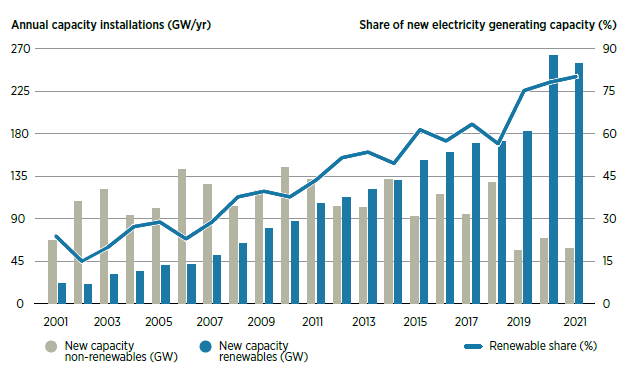 Annual capacity installations (GW/yr)
Share of new electricity generating capacity (%)
270 90
225 75
180 60
135 45
90 30
45 15
0 0
2001 2003 2005 2007 2009 2011 2013 2015 2017 2019 2021
New capacity
non-renewables (GW)
New capacity
renewables (GW)
Renewable share (%)